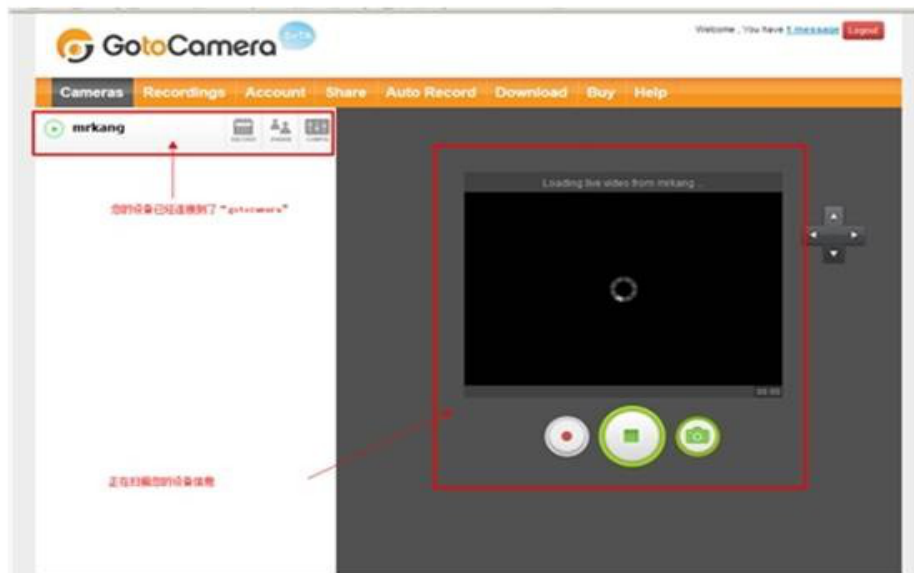 GotoCamera BETA
Welcome , You have 1 message Logout
Cameras Recordings Account Share Auto Record Download Buy Help
mrkang
Loading live video from mrkang ...
您的设备已经连接到了“gotocamera”
00:00
正在扫描您的设备信息